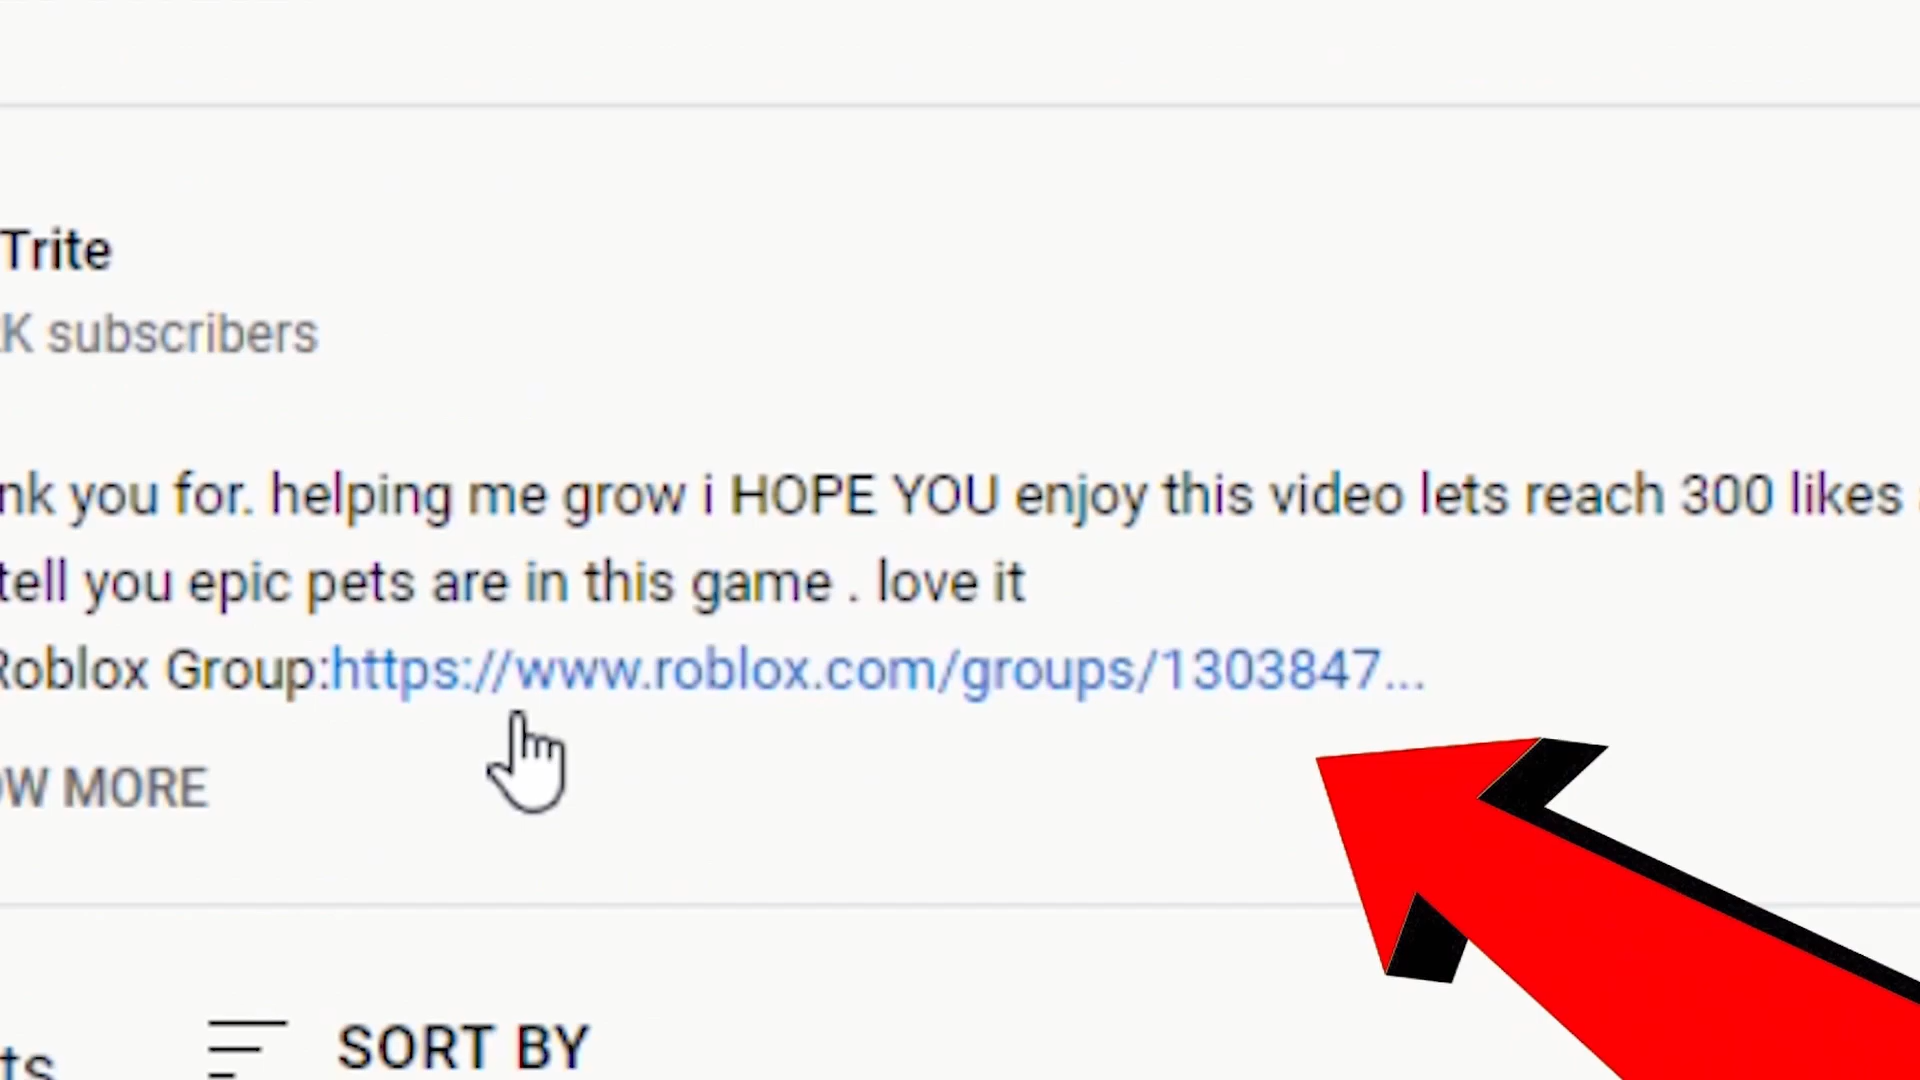 Trite
K subscribers
nk you for. helping me grow i HOPE YOU enjoy this video lets reach 300 likes
tell you epic pets are in this game . love it
Roblox Group:https://www.roblox.com/groups/1303847...
OW MORE
ts
SORT BY